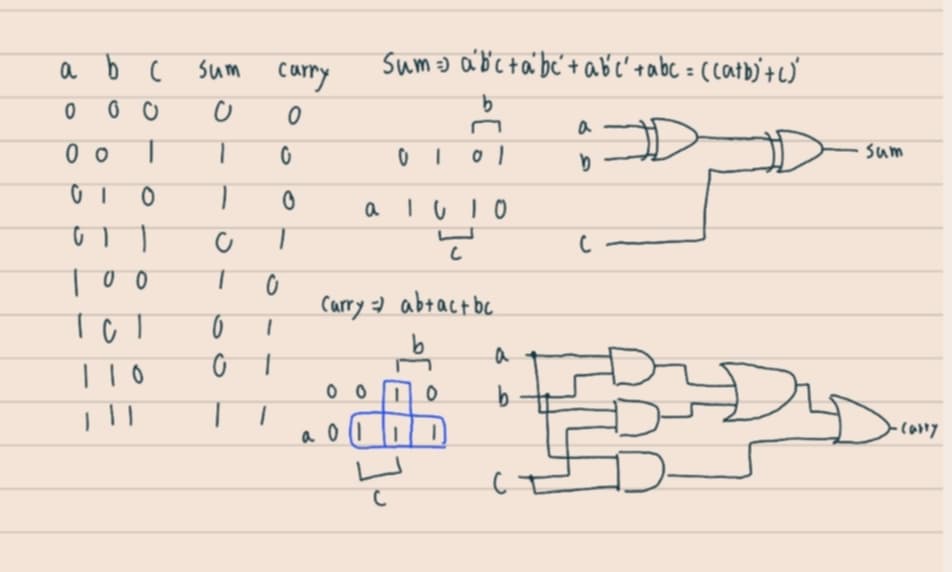 a b c sum carry
0 0 0 0 0
0 0 1 1 0
0 1 0 1 0
0 1 1 0 1
1 0 0 1 0
1 0 1 0 1
1 1 0 0 1
1 1 1 1 1
Sum ⇒ a'b'c+a'bc'+ab'c'+abc = ((a+b)'+c)'
b
0 1 0 1
a 1 0 1 0
c
a
b
c
sum
Carry ⇒ ab+ac+bc
b
0 0 1 0
a 0 1 1 1
c
a
b
c
carry